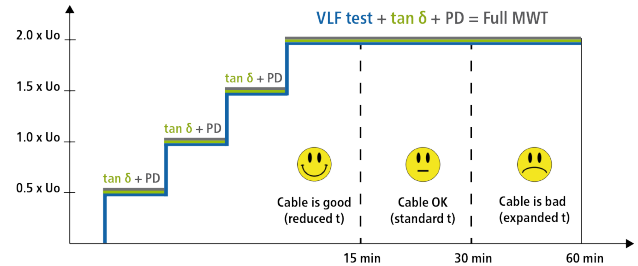 VLF test + tan δ + PD = Full MWT
2.0 x Uo
1.5 x Uo
tan δ + PD
1.0 x Uo
tan δ + PD
0.5 x Uo
tan δ + PD
Cable is good
(reduced t)
Cable OK
(standard t)
Cable is bad
(expanded t)
15 min
30 min
60 min